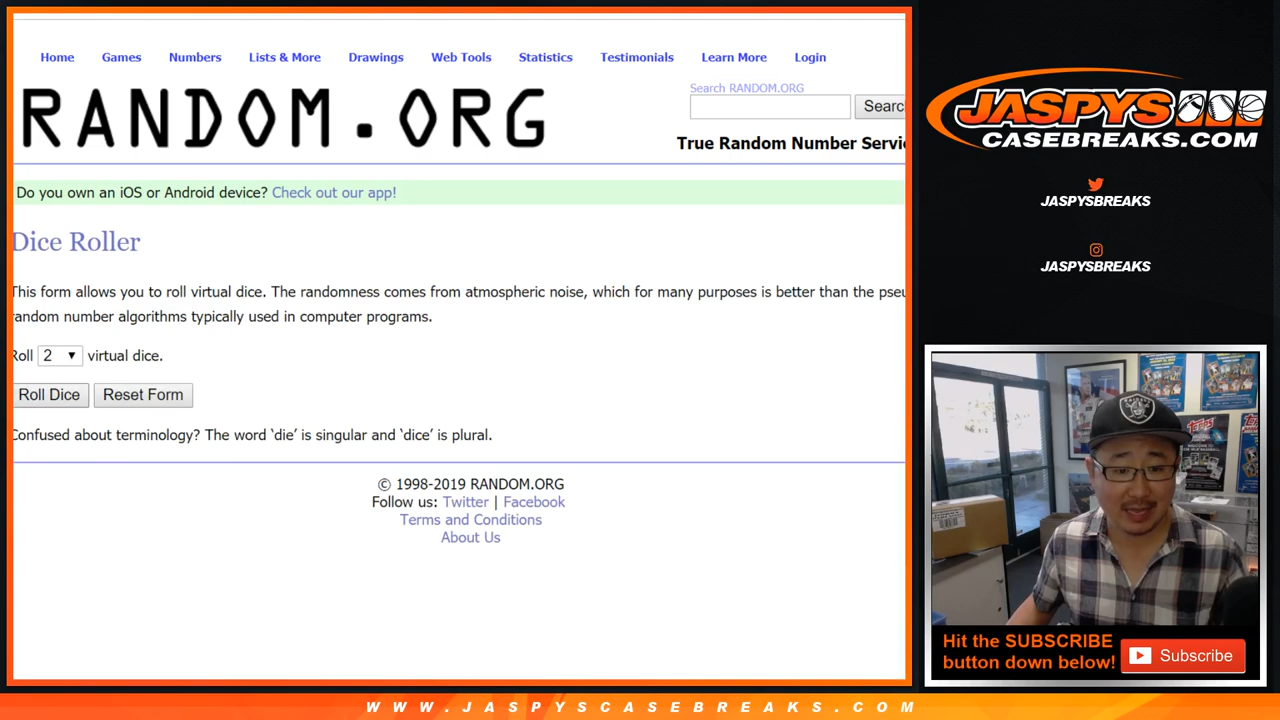 Home Games Numbers Lists & More Drawings Web Tools Statistics Testimonials Learn More Login
RANDOM.ORG
Search RANDOM.ORG
Searc
True Random Number Servi
Do you own an iOS or Android device? Check out our app!
Dice Roller
This form allows you to roll virtual dice. The randomness comes from atmospheric noise, which for many purposes is better than the pseu
random number algorithms typically used in computer programs.
Roll 2 virtual dice.
Roll Dice Reset Form
Confused about terminology? The word ‘die’ is singular and ‘dice’ is plural.
© 1998-2019 RANDOM.ORG
Follow us: Twitter | Facebook
Terms and Conditions
About Us
JASPYS
CASEBREAKS.COM
JASPYSBREAKS
JASPYSBREAKS
TOPPS
Hit the SUBSCRIBE
button down below!
Subscribe
WWW.JASPYSCASEBREAKS.COM